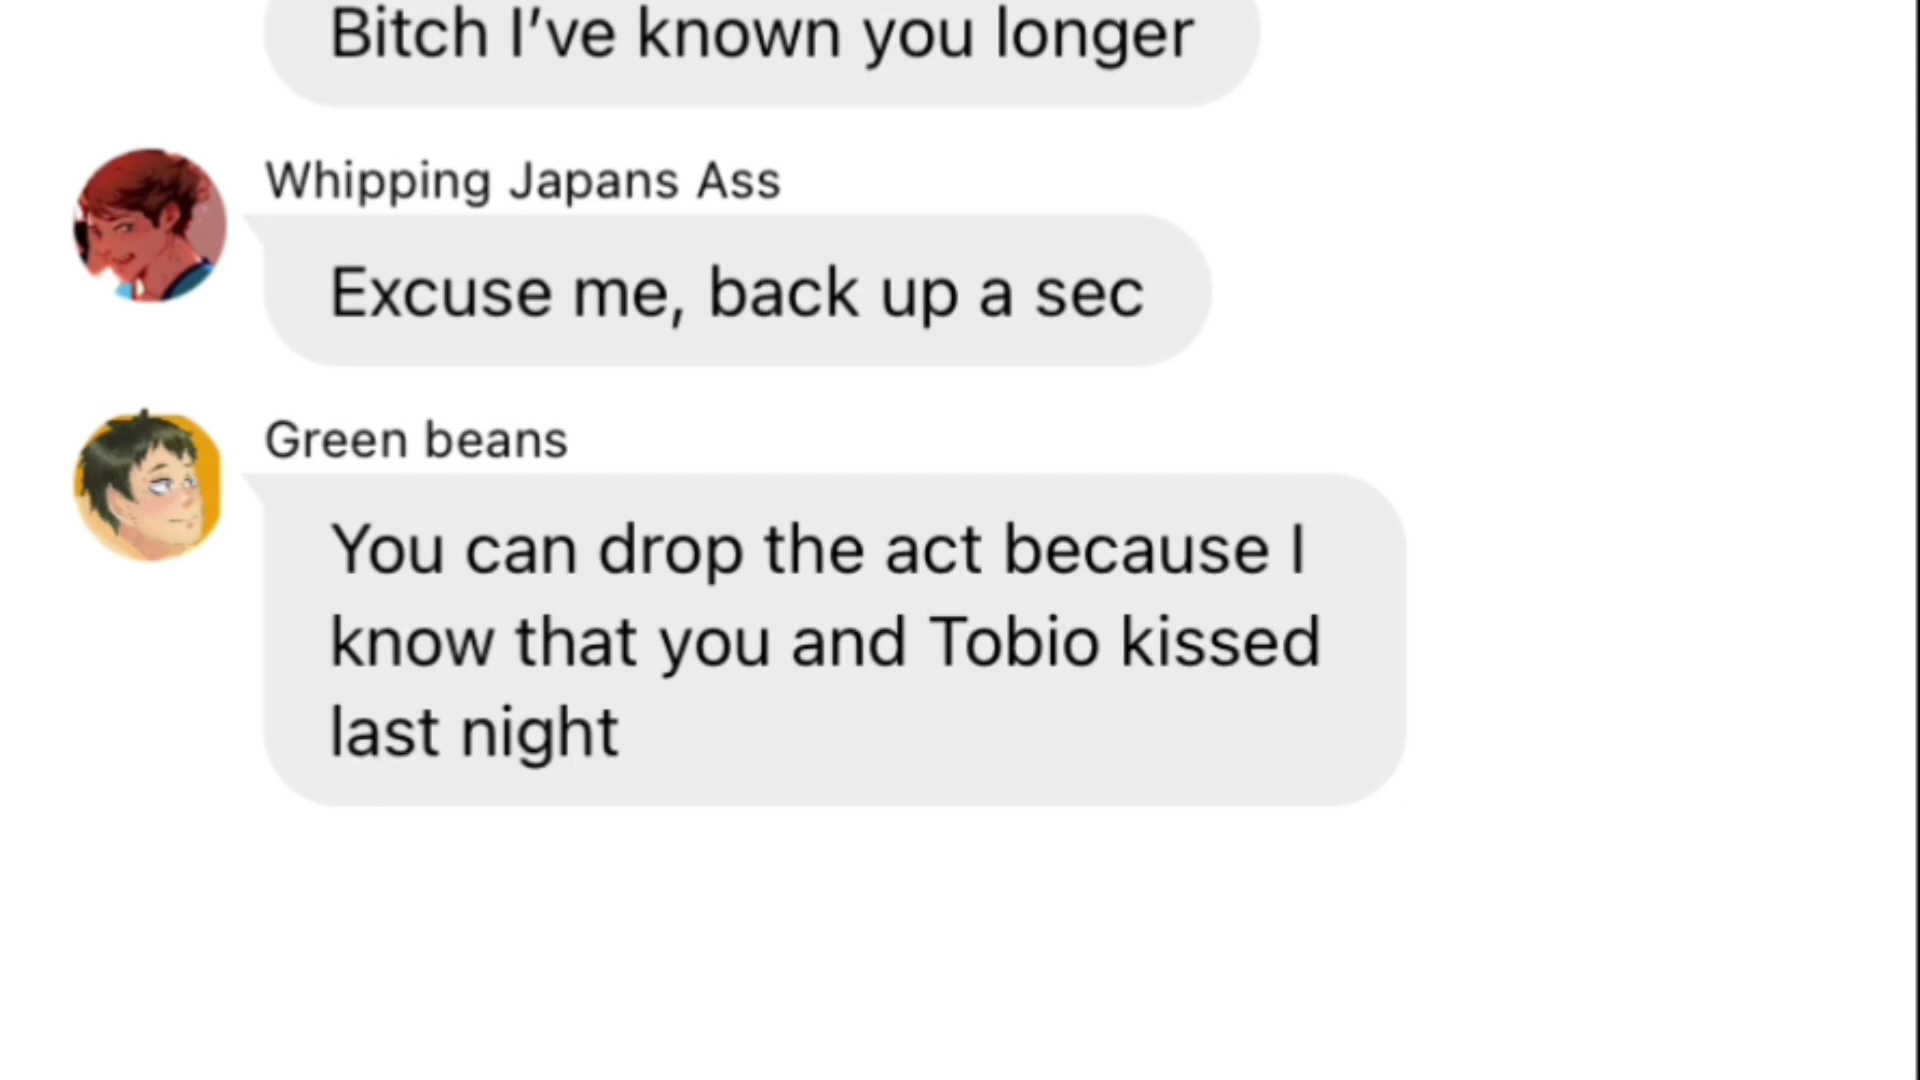 Bitch I’ve known you longer
Whipping Japans Ass
Excuse me, back up a sec
Green beans
You can drop the act because I
know that you and Tobio kissed
last night